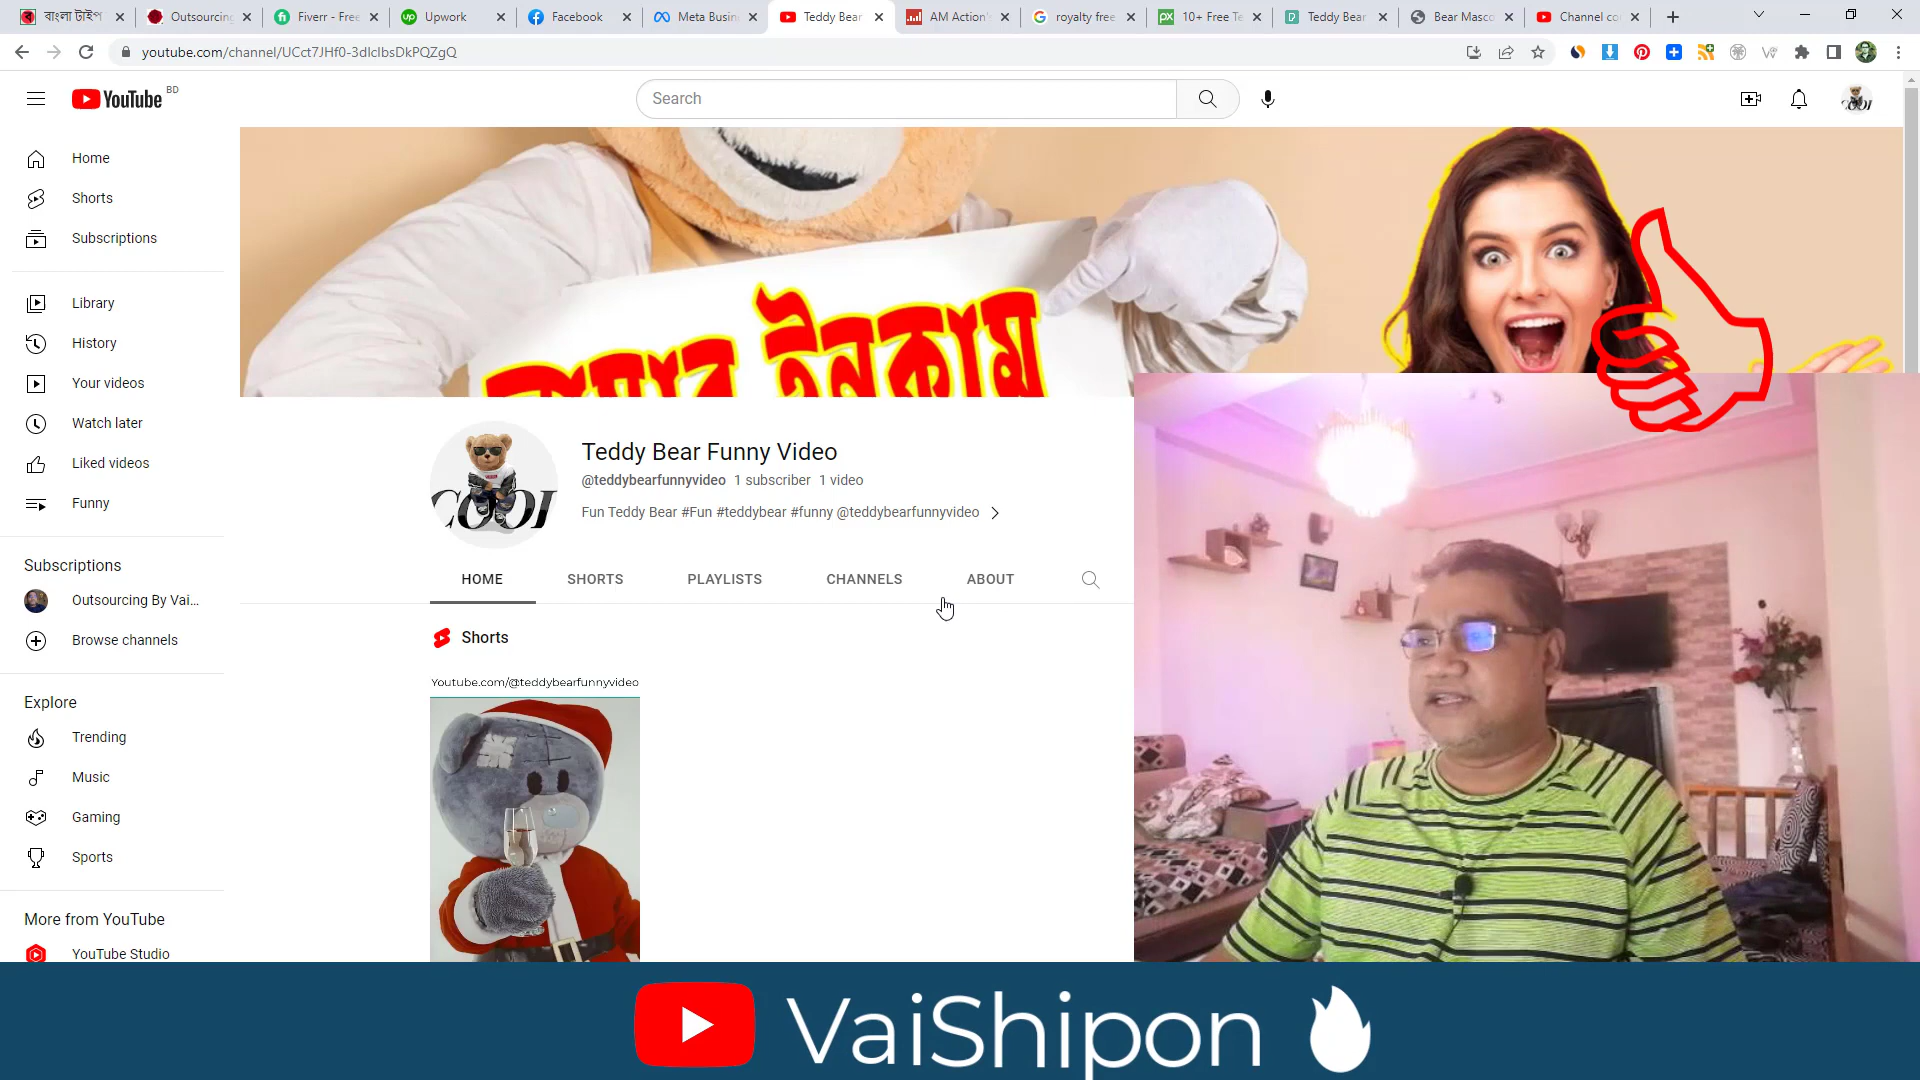 বাংলা টাইপ
Outsourcing
Fiverr - Free
Upwork
Facebook
Meta Busin
Teddy Bear
AM Action'
royalty free
10+ Free Te
Teddy Bear
Bear Masco
Channel co
youtube.com/channel/UCct7JHf0-3dlclbsDkPQZgQ
YouTube BD
Search
Home
Shorts
Subscriptions
Library
History
Your videos
Watch later
Liked videos
Funny
Subscriptions
Outsourcing By Vai...
Browse channels
Explore
Trending
Music
Gaming
Sports
More from YouTube
YouTube Studio
ইনকাম
COOL
Teddy Bear Funny Video
@teddybearfunnyvideo 1 subscriber 1 video
Fun Teddy Bear #Fun #teddybear #funny @teddybearfunnyvideo
HOME
SHORTS
PLAYLISTS
CHANNELS
ABOUT
Shorts
Youtube.com/@teddybearfunnyvideo
VaiShipon